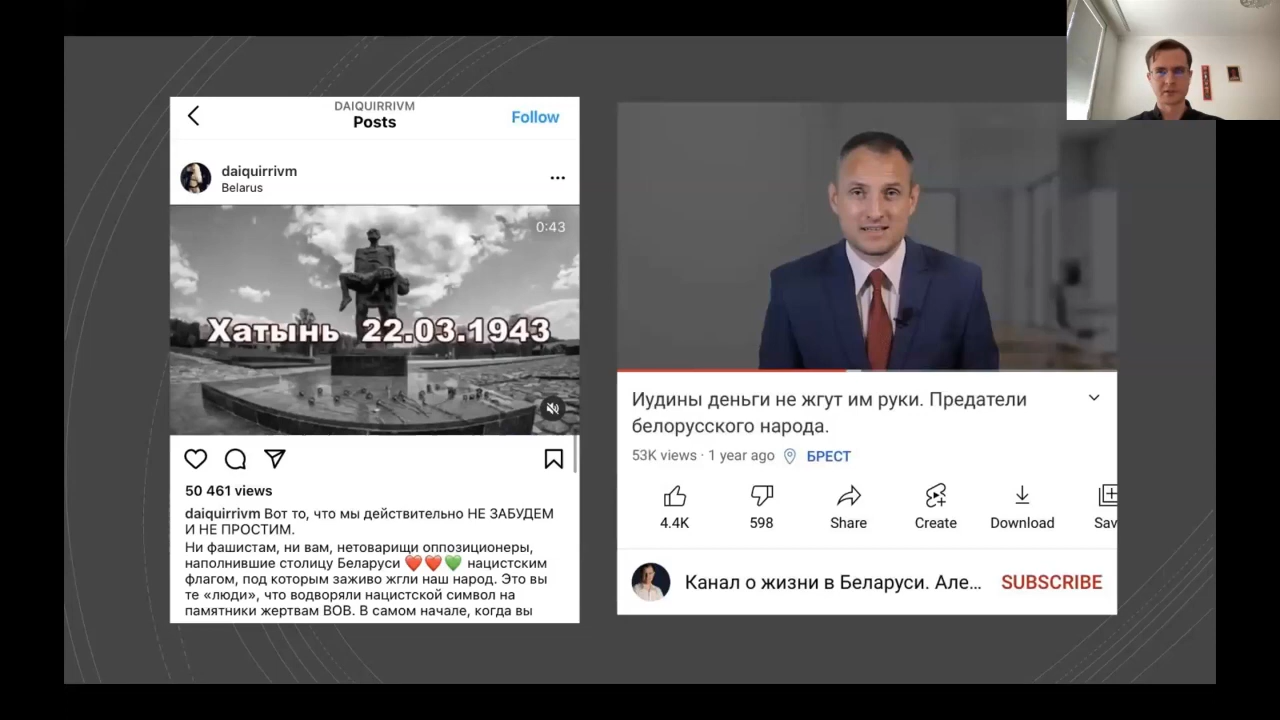 DAIQUIRRIVM
Posts
Follow
daiquirrivm
Belarus
0:43
Хатынь 22.03.1943
50 461 views
daiquirrivm Вот то, что мы действительно НЕ ЗАБУДЕМ
И НЕ ПРОСТИМ.
Ни фашистам, ни вам, нетоварищи оппозиционеры,
наполнившие столицу Беларуси ❤️❤️💚 нацистским
флагом, под которым заживо жгли наш народ. Это вы
те «люди», что водворяли нацистской символ на
памятники жертвам ВОВ. В самом начале, когда вы
Иудины деньги не жгут им руки. Предатели
белорусского народа.
53K views · 1 year ago БРЕСТ
4.4K 598 Share Create Download Sav
Канал о жизни в Беларуси. Але... SUBSCRIBE